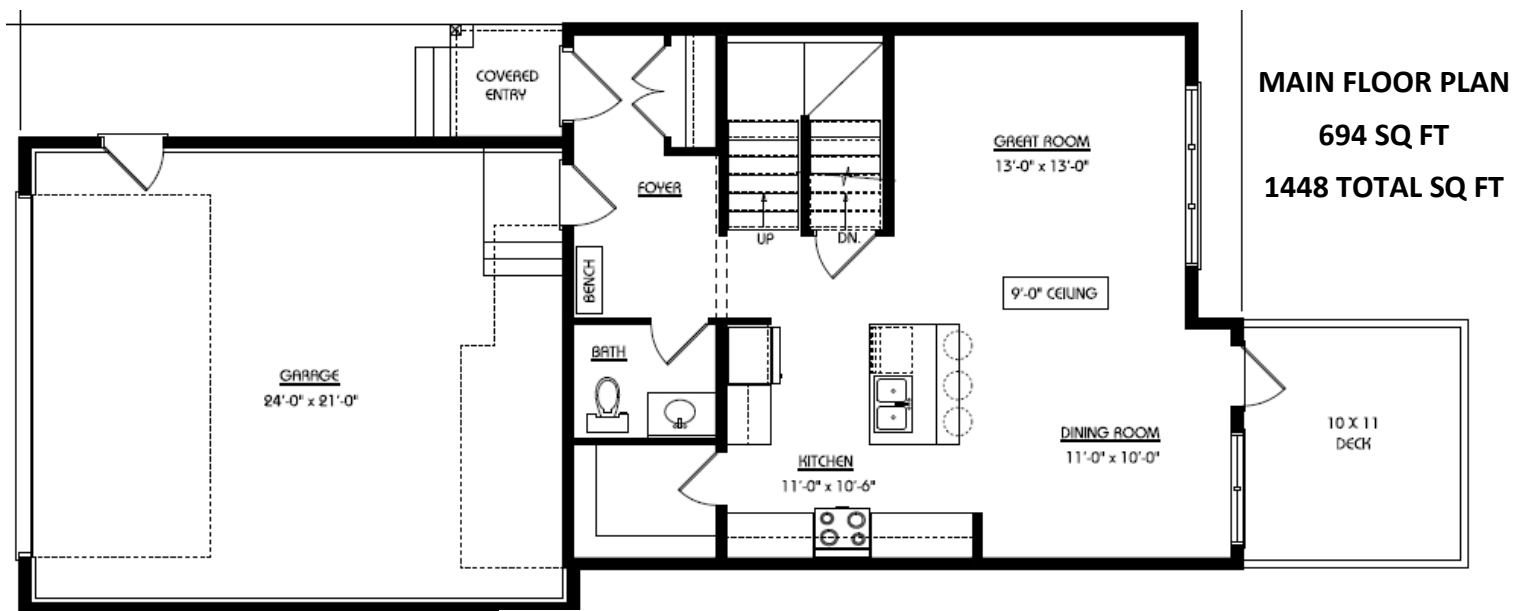 COVERED
ENTRY
MAIN FLOOR PLAN
694 SQ FT
1448 TOTAL SQ FT
GREAT ROOM
13'-0" x 13'-0"
FOYER
UP
DN.
BENCH
9'-0" CEILING
BATH
GARAGE
24'-0" x 21'-0"
KITCHEN
11'-0" x 10'-6"
DINING ROOM
11'-0" x 10'-0"
10 X 11
DECK